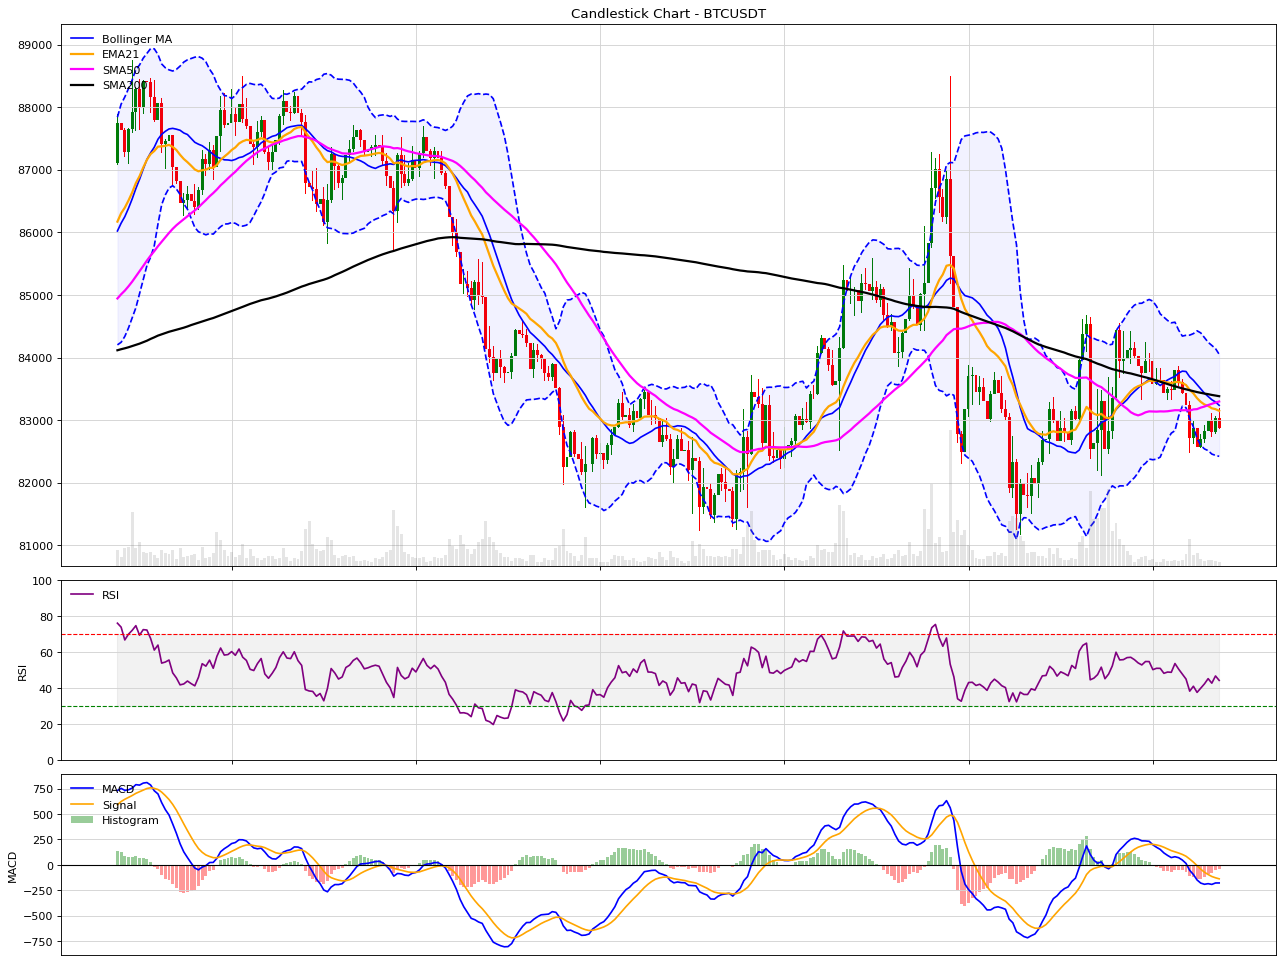 Candlestick Chart - BTCUSDT
Bollinger MA
EMA21
SMA50
SMA200
89000
88000
87000
86000
85000
84000
83000
82000
81000
RSI
100
80
60
40
20
0
RSI
MACD
Signal
Histogram
750
500
250
0
−250
−500
−750
MACD